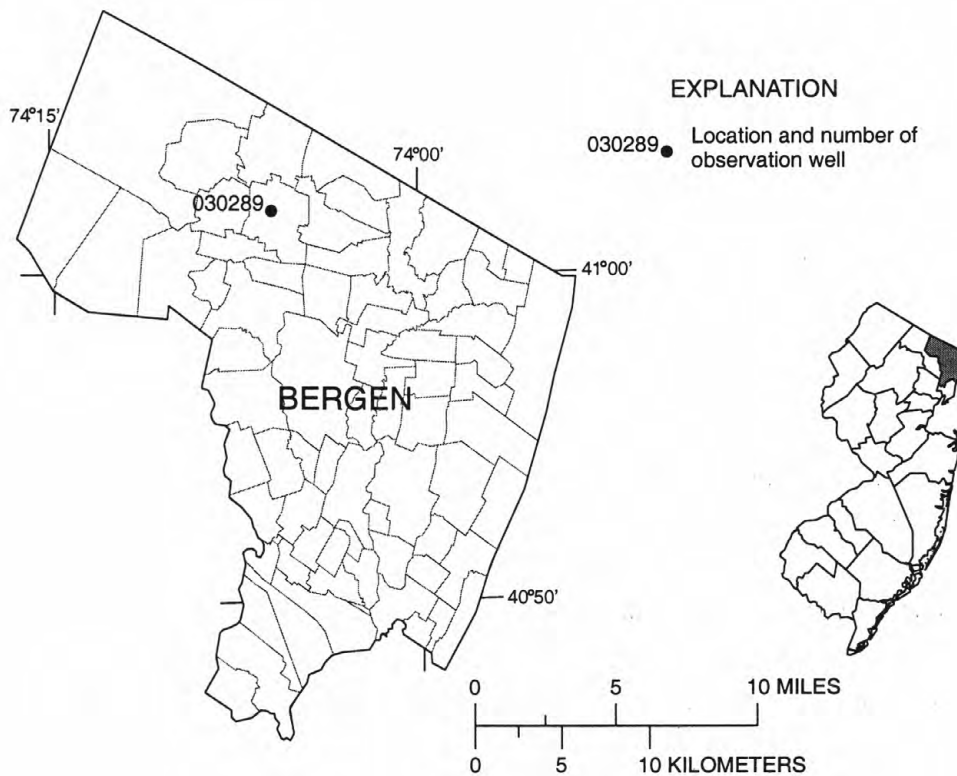 EXPLANATION
030289 Location and number of
observation well
74°15'
74°00'
030289
41°00'
BERGEN
40°50'
0 5 10 MILES
0 5 10 KILOMETERS